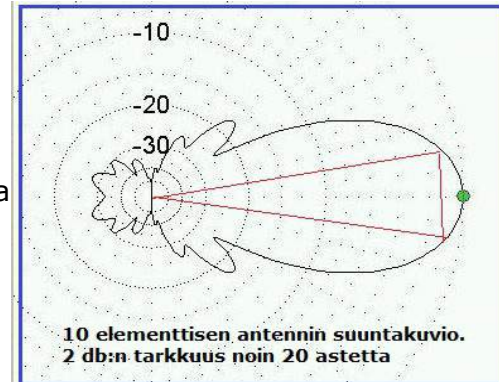 -10
-20
-30
a
10 elementtisen antennin suuntakuvio.
2 db:n tarkkuus noin 20 astetta